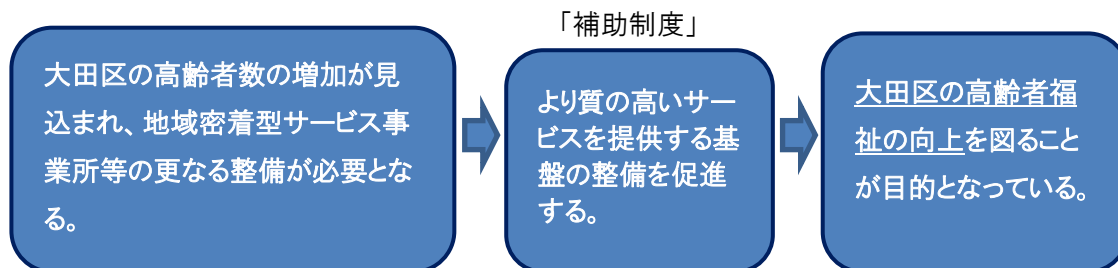 「補助制度」
大田区の高齢者数の増加が見
込まれ、地域密着型サービス事
業所等の更なる整備が必要とな
る。
より質の高いサー
ビスを提供する基
盤の整備を促進
する。
大田区の高齢者福
祉の向上を図ること
が目的となっている。